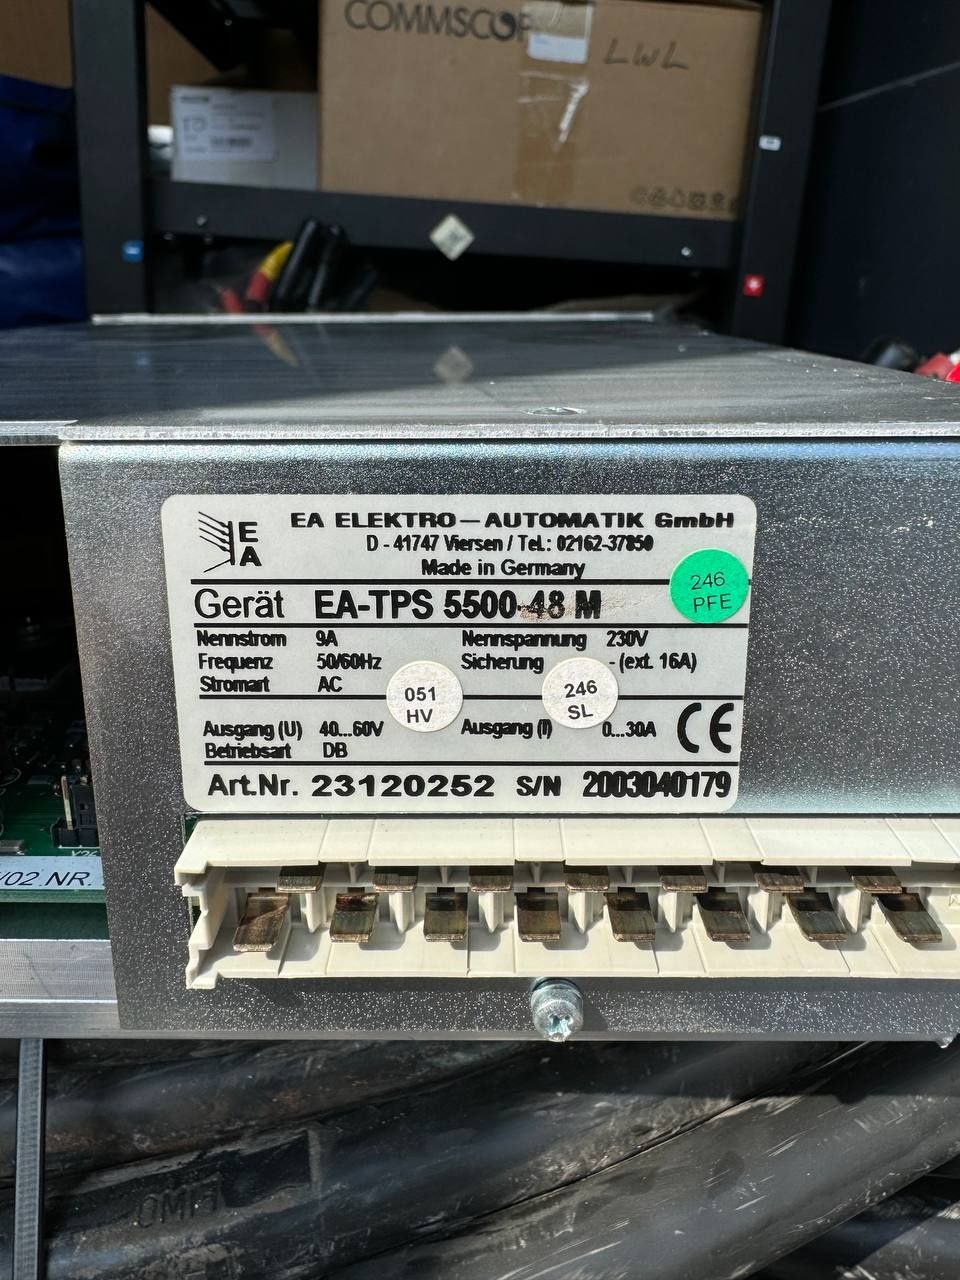 COMMSCOP
LWL
E
A
EA ELEKTRO-AUTOMATIK GmbH
D - 41747 Viersen / Tel.: 02162-37850
Made in Germany
Gerät EA-TPS 5500-48 M
246
PFE
Nennstrom 9A Nennspannung 230V
Frequenz 50/60Hz Sicherung - (ext. 16A)
Stromart AC
051
HV
246
SL
Ausgang (U) 40...60V Ausgang (I) 0...30A CE
Betriebsart DB
Art.Nr. 23120252 S/N 2003040179
/02.NR.